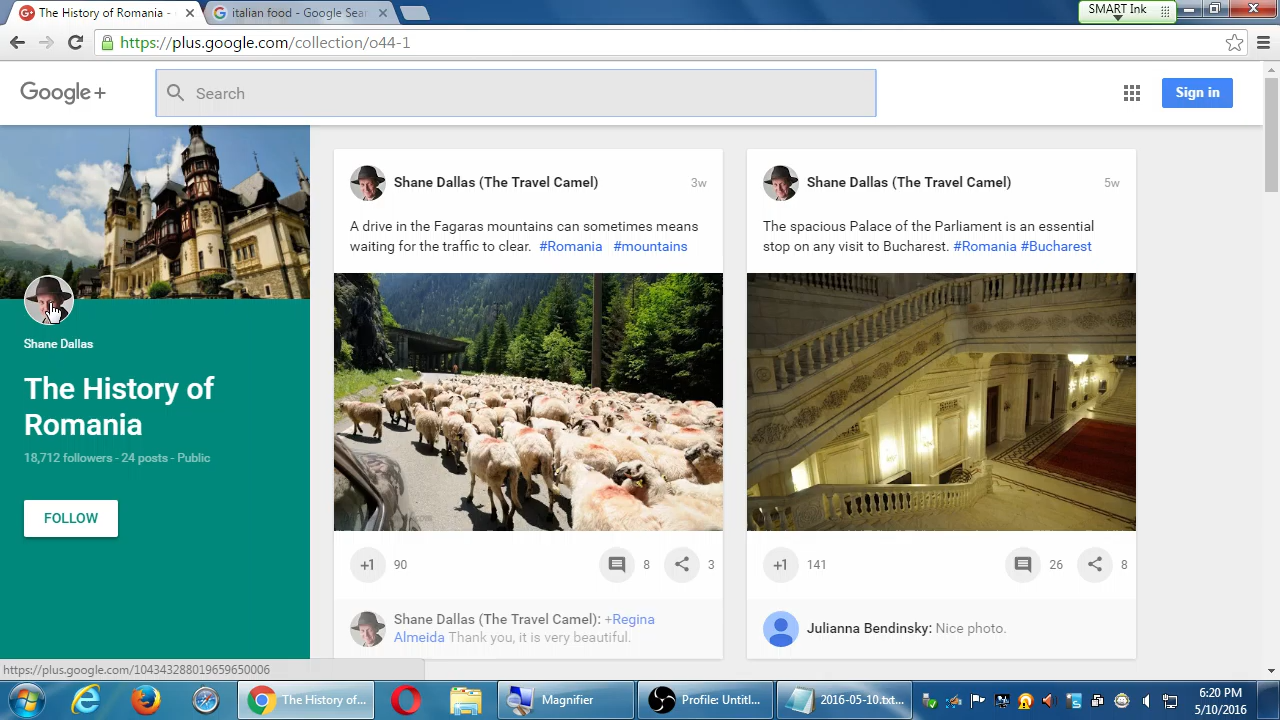 The History of Romania -
italian food - Google Sear
SMART Ink
https://plus.google.com/collection/o44-1
Google+
Search
Sign in
Shane Dallas
The History of
Romania
18,712 followers - 24 posts - Public
FOLLOW
Shane Dallas (The Travel Camel)
3w
A drive in the Fagaras mountains can sometimes means
waiting for the traffic to clear. #Romania #mountains
+1
90
8
3
Shane Dallas (The Travel Camel): +Regina
Almeida Thank you, it is very beautiful.
Shane Dallas (The Travel Camel)
5w
The spacious Palace of the Parliament is an essential
stop on any visit to Bucharest. #Romania #Bucharest
+1
141
26
8
Julianna Bendinsky: Nice photo.
https://plus.google.com/104343288019659650006
The History of...
Magnifier
Profile: Untitl...
2016-05-10.txt...
6:20 PM
5/10/2016